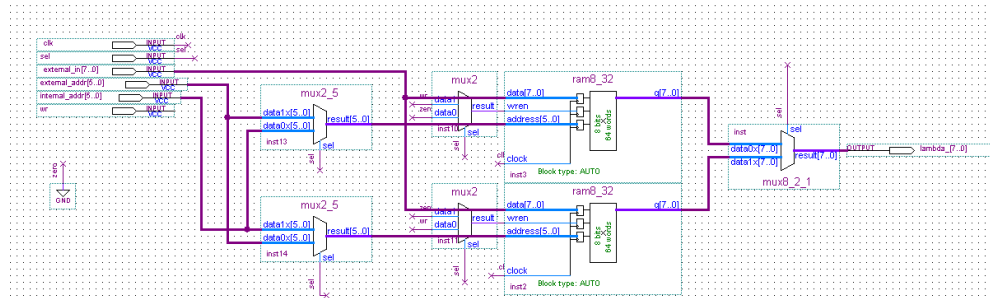 clk INPUT VCC clk
sel INPUT VCC sel
external_in[7..0] INPUT VCC
external_addr[5..0] INPUT VCC
internal_addr[5..0] INPUT VCC
wr INPUT VCC
zero
GND
mux2_5
data1x[5..0]
data0x[5..0]
result[5..0]
sel
inst13
sel
mux2
wr data1
zero data0
result
inst10
sel
sel
ram8_32
data[7..0]
wren
address[5..0]
clock
q[7..0]
8 bits
64 words
inst3
Block type: AUTO
mux2_5
data1x[5..0]
data0x[5..0]
result[5..0]
sel
inst14
sel
mux2
data1
wr data0
result
inst11
sel
sel
ram8_32
data[7..0]
wren
address[5..0]
clock
q[7..0]
8 bits
64 words
inst2
Block type: AUTO
sel
inst
sel
data0x[7..0]
data1x[7..0]
result[7..0]
mux8_2_1
OUTPUT lambda_[7..0]